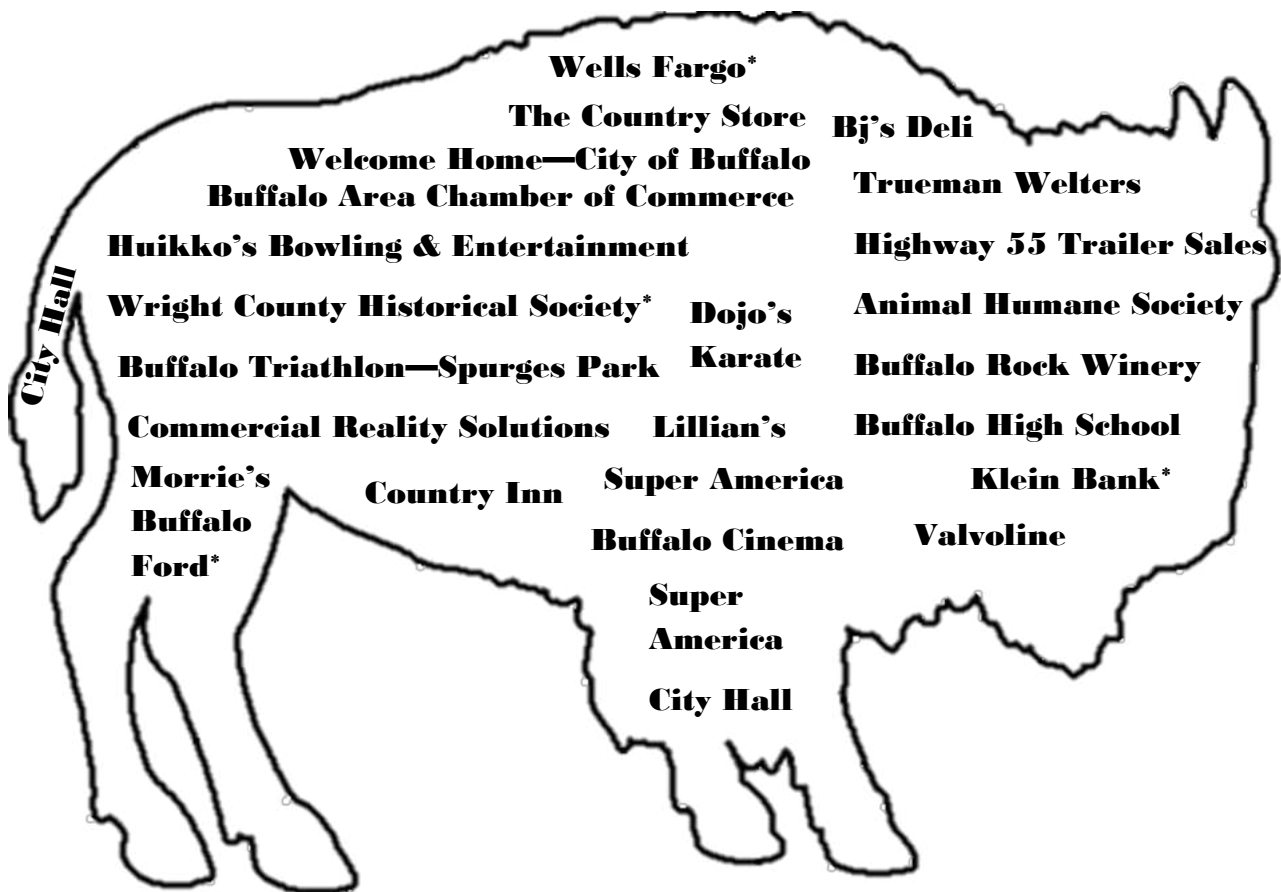 Wells Fargo*
The Country Store
Bj's Deli
Welcome Home—City of Buffalo
Trueman Welters
Buffalo Area Chamber of Commerce
Huikko's Bowling & Entertainment
Highway 55 Trailer Sales
City Hall
Wright County Historical Society*
Dojo's
Karate
Animal Humane Society
Buffalo Triathlon—Spurges Park
Buffalo Rock Winery
Commercial Reality Solutions
Lillian's
Buffalo High School
Morrie's
Buffalo
Ford*
Country Inn
Super America
Klein Bank*
Buffalo Cinema
Valvoline
Super
America
City Hall